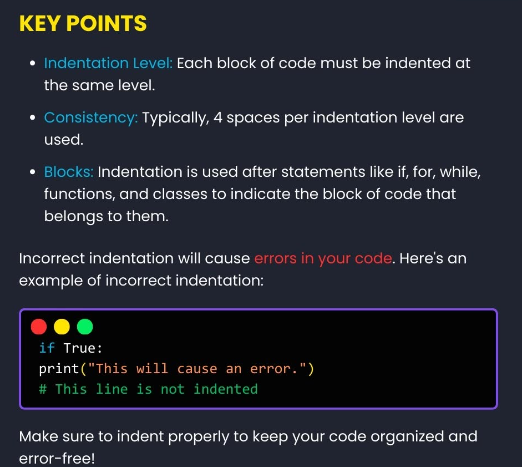 KEY POINTS
• Indentation Level: Each block of code must be indented at
the same level.
• Consistency: Typically, 4 spaces per indentation level are
used.
• Blocks: Indentation is used after statements like if, for, while,
functions, and classes to indicate the block of code that
belongs to them.
Incorrect indentation will cause errors in your code. Here's an
example of incorrect indentation:
if True:
print("This will cause an error.")
# This line is not indented
Make sure to indent properly to keep your code organized and
error-free!